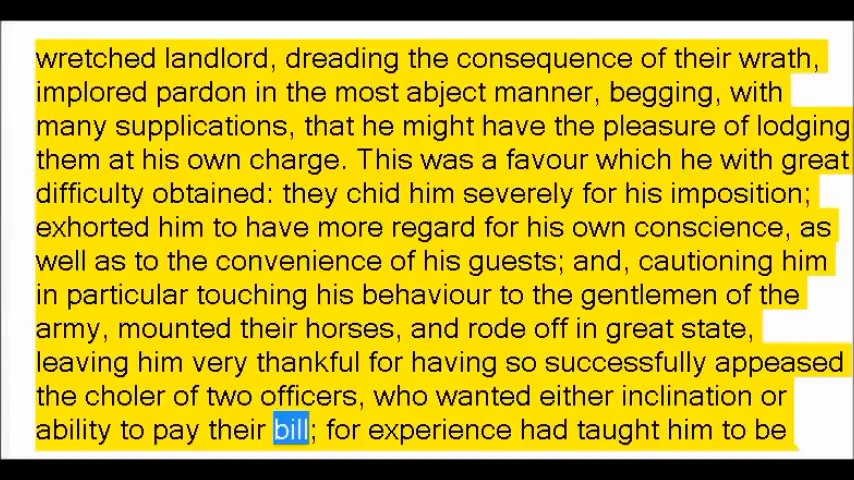 wretched landlord, dreading the consequence of their wrath,
implored pardon in the most abject manner, begging, with
many supplications, that he might have the pleasure of lodging
them at his own charge. This was a favour which he with great
difficulty obtained: they chid him severely for his imposition;
exhorted him to have more regard for his own conscience, as
well as to the convenience of his guests; and, cautioning him
in particular touching his behaviour to the gentlemen of the
army, mounted their horses, and rode off in great state,
leaving him very thankful for having so successfully appeased
the choler of two officers, who wanted either inclination or
ability to pay their bill; for experience had taught him to be